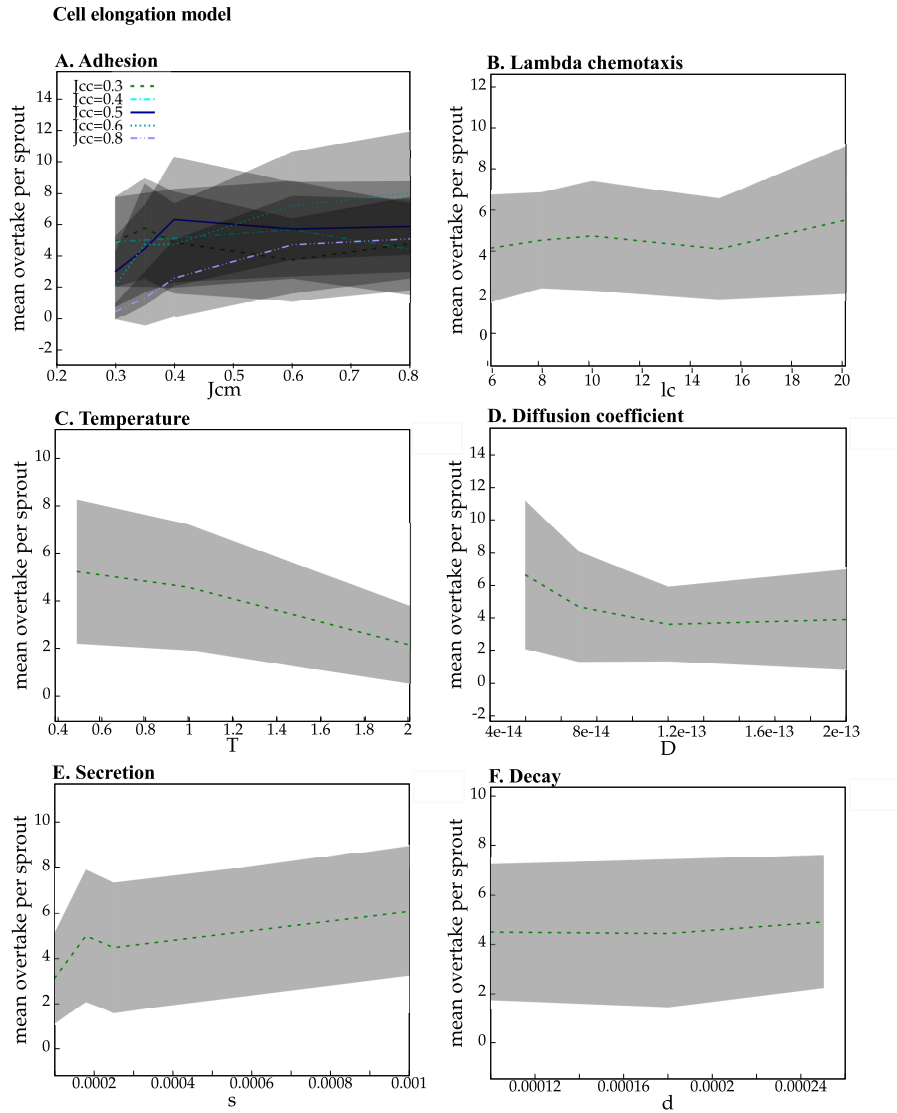 Cell elongation model
A. Adhesion
mean overtake per sprout
14
12
10
8
6
4
2
0
-2
Jcc=0.3
Jcc=0.4
Jcc=0.5
Jcc=0.6
Jcc=0.8
0.2 0.3 0.4 0.5 0.6 0.7 0.8
Jcm
B. Lambda chemotaxis
mean overtake per sprout
12
10
8
6
4
2
0
6 8 10 12 14 16 18 20
lc
C. Temperature
mean overtake per sprout
10
8
6
4
2
0
0.4 0.6 0.8 1 1.2 1.4 1.6 1.8 2
T
D. Diffusion coefficient
mean overtake per sprout
14
12
10
8
6
4
2
0
-2
4e-14 8e-14 1.2e-13 1.6e-13 2e-13
D
E. Secretion
mean overtake per sprout
10
8
6
4
2
0
0.0002 0.0004 0.0006 0.0008 0.001
s
F. Decay
mean overtake per sprout
10
8
6
4
2
0
0.00012 0.00016 0.0002 0.00024
d